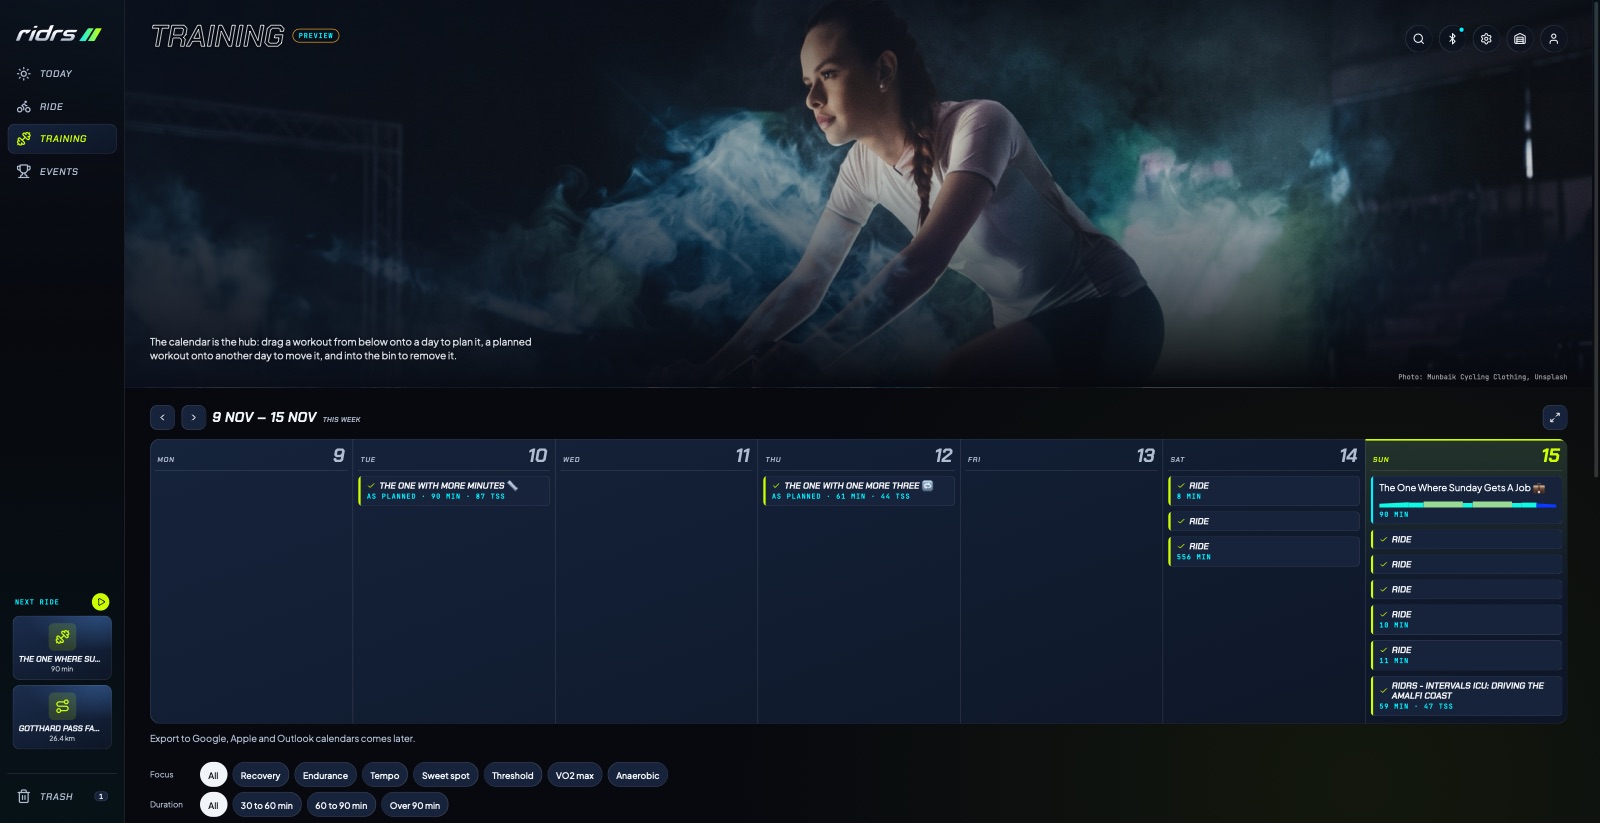 ridrs
TODAY
RIDE
TRAINING
EVENTS
NEXT RIDE
THE ONE WHERE SU...
90 min
GOTTHARD PASS FA...
26.4 km
TRASH
1
TRAINING
PREVIEW
The calendar is the hub: drag a workout from below onto a day to plan it, a planned
workout onto another day to move it, and into the bin to remove it.
Photo: Munbaik Cycling Clothing, Unsplash
9 NOV – 15 NOV THIS WEEK
MON 9
TUE 10
THE ONE WITH MORE MINUTES
AS PLANNED · 90 MIN · 87 TSS
WED 11
THU 12
THE ONE WITH ONE MORE THREE
AS PLANNED · 61 MIN · 44 TSS
FRI 13
SAT 14
RIDE
8 MIN
RIDE
RIDE
556 MIN
SUN 15
The One Where Sunday Gets A Job
90 MIN
RIDE
RIDE
RIDE
RIDE
10 MIN
RIDE
11 MIN
RIDRS - INTERVALS ICU: DRIVING THE
AMALFI COAST
59 MIN · 47 TSS
Export to Google, Apple and Outlook calendars comes later.
Focus All Recovery Endurance Tempo Sweet spot Threshold VO2 max Anaerobic
Duration All 30 to 60 min 60 to 90 min Over 90 min